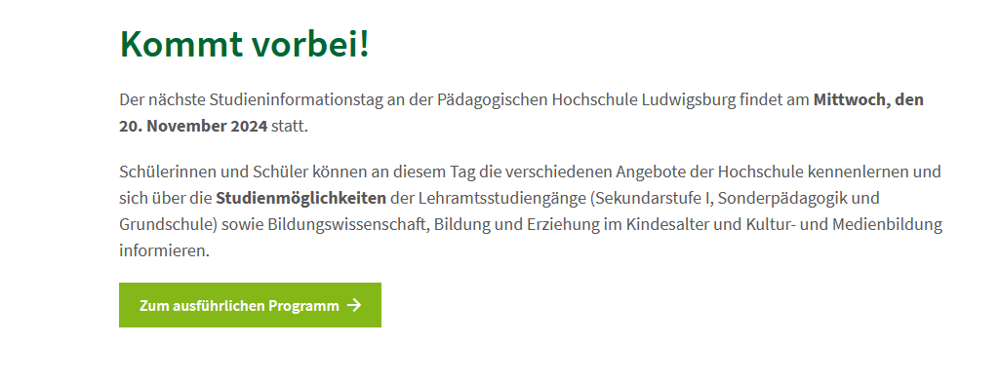 Kommt vorbei!
Der nächste Studieninformationstag an der Pädagogischen Hochschule Ludwigsburg findet am Mittwoch, den
20. November 2024 statt.
Schülerinnen und Schüler können an diesem Tag die verschiedenen Angebote der Hochschule kennenlernen und
sich über die Studienmöglichkeiten der Lehramtsstudiengänge (Sekundarstufe I, Sonderpädagogik und
Grundschule) sowie Bildungswissenschaft, Bildung und Erziehung im Kindesalter und Kultur- und Medienbildung
informieren.
Zum ausführlichen Programm →